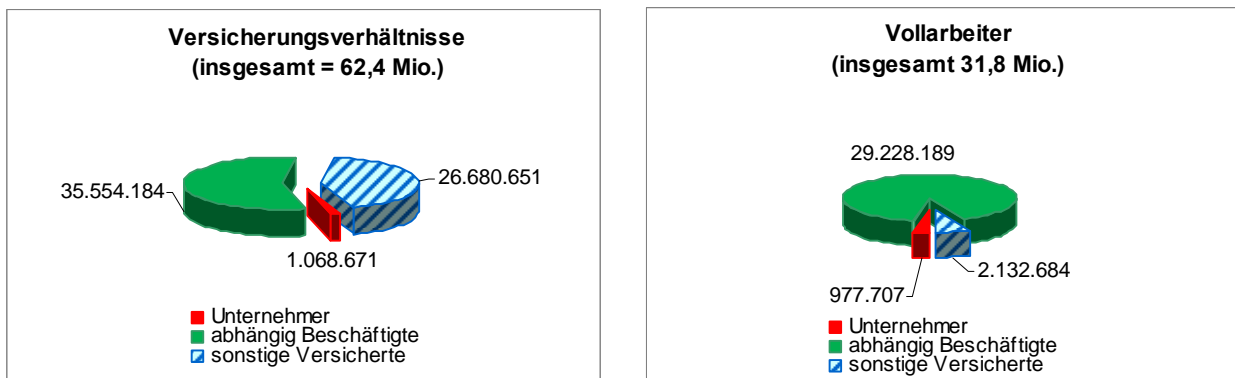 Versicherungsverhältnisse
(insgesamt = 62,4 Mio.)
35.554.184
26.680.651
1.068.671
Unternehmer
abhängig Beschäftigte
sonstige Versicherte
Vollarbeiter
(insgesamt 31,8 Mio.)
29.228.189
2.132.684
977.707
Unternehmer
abhängig Beschäftigte
sonstige Versicherte